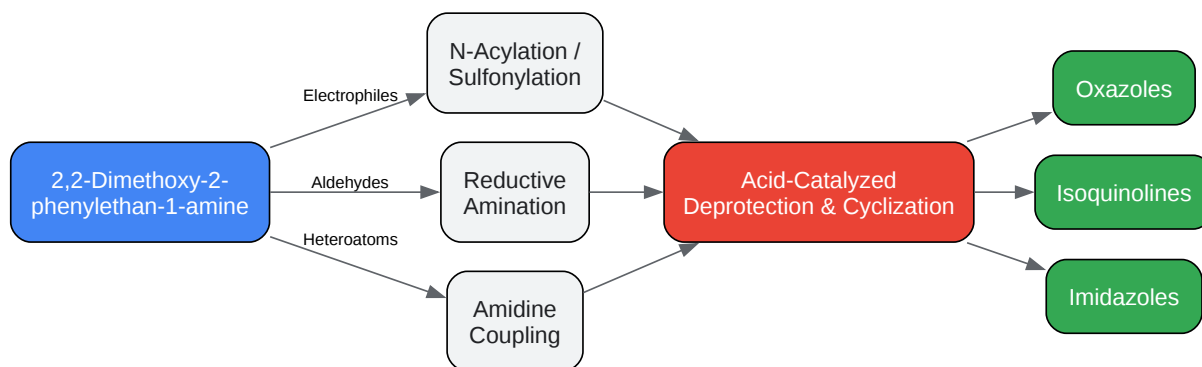 2,2-Dimethoxy-2-
phenylethan-1-amine
Electrophiles
Aldehydes
Heteroatoms
N-Acylation /
Sulfonylation
Reductive
Amination
Amidine
Coupling
Acid-Catalyzed
Deprotection & Cyclization
Oxazoles
Isoquinolines
Imidazoles